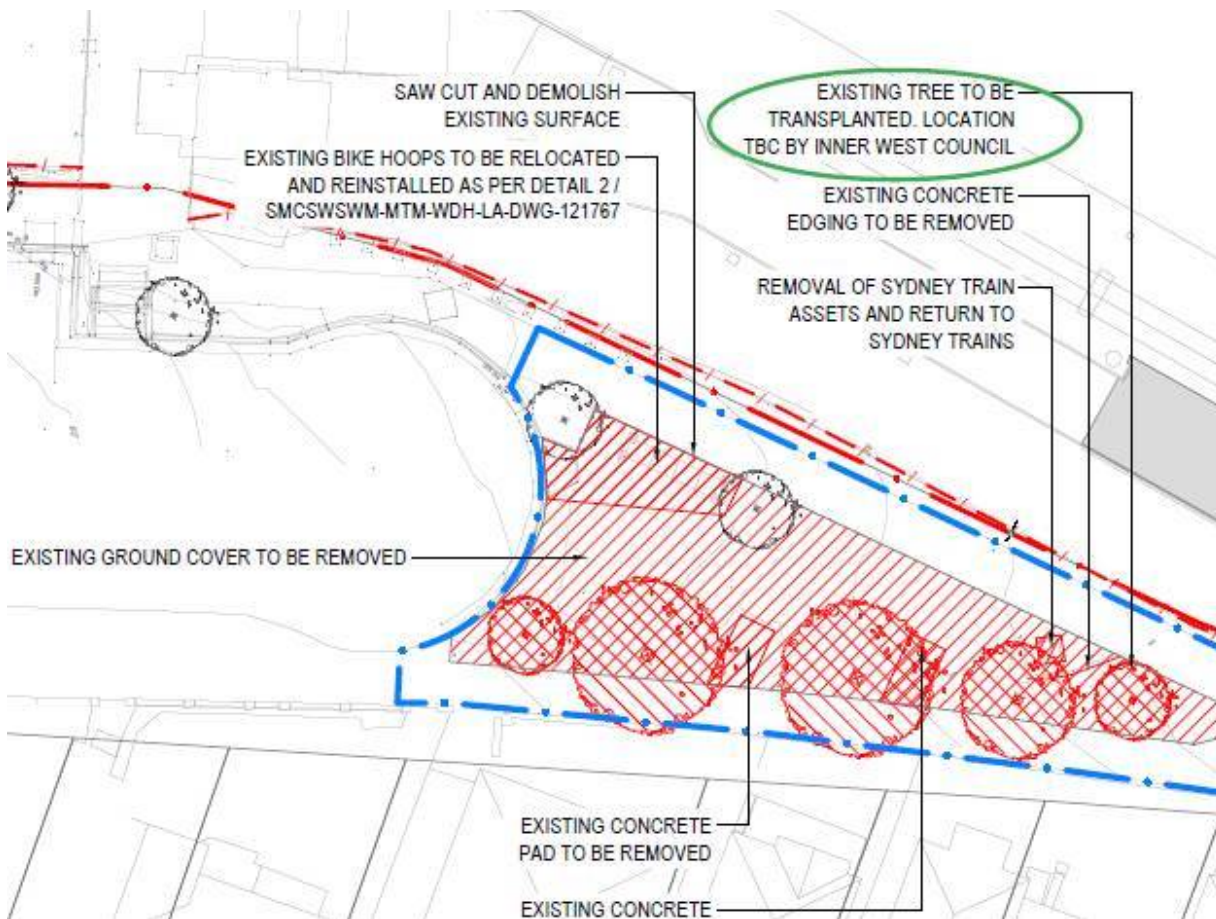 SAW CUT AND DEMOLISH
EXISTING SURFACE
EXISTING BIKE HOOPS TO BE RELOCATED
AND REINSTALLED AS PER DETAIL 2 /
SMCSWSWM-MTM-WDH-LA-DWG-121767
EXISTING TREE TO BE
TRANSPLANTED. LOCATION
TBC BY INNER WEST COUNCIL
EXISTING CONCRETE
EDGING TO BE REMOVED
REMOVAL OF SYDNEY TRAIN
ASSETS AND RETURN TO
SYDNEY TRAINS
EXISTING GROUND COVER TO BE REMOVED
EXISTING CONCRETE
PAD TO BE REMOVED
EXISTING CONCRETE